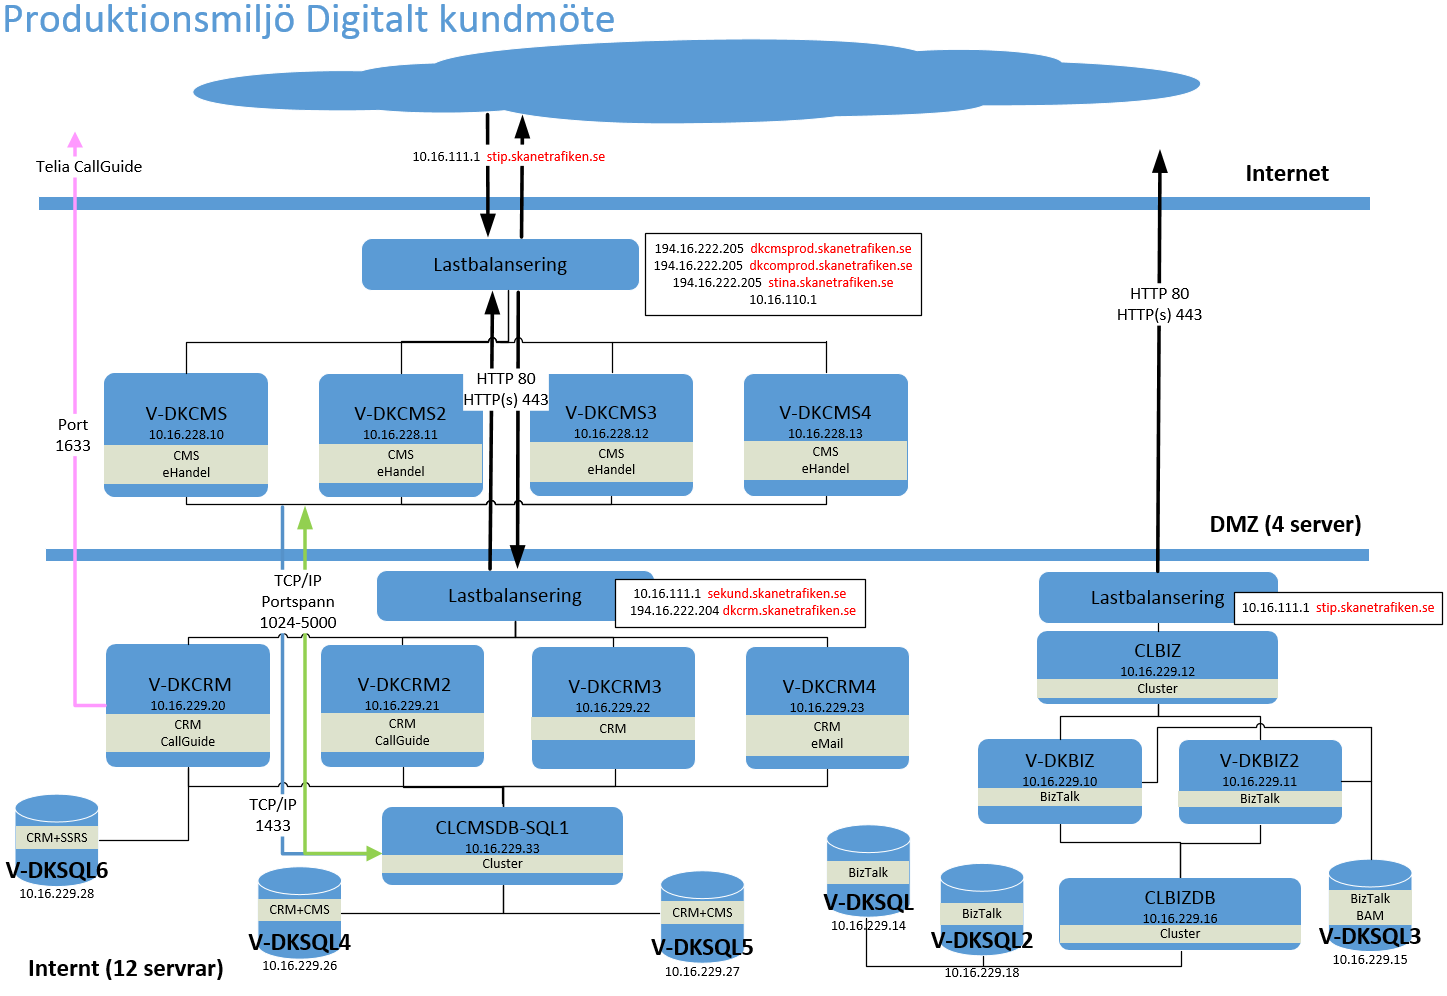 Produktionsmiljö Digitalt kundmöte
10.16.111.1 stip.skanetrafiken.se
Telia CallGuide
Internet
Lastbalansering
194.16.222.205 dkcmsprod.skanetrafiken.se
194.16.222.205 dkcomprod.skanetrafiken.se
194.16.222.205 stina.skanetrafiken.se
10.16.110.1
HTTP 80
HTTP(s) 443
HTTP 80
HTTP(s) 443
Port
1633
V-DKCMS
10.16.228.10
CMS
eHandel
V-DKCMS2
10.16.228.11
CMS
eHandel
V-DKCMS3
10.16.228.12
CMS
eHandel
V-DKCMS4
10.16.228.13
CMS
eHandel
DMZ (4 server)
TCP/IP
Portspann
1024-5000
Lastbalansering
10.16.111.1 sekund.skanetrafiken.se
194.16.222.204 dkcrm.skanetrafiken.se
Lastbalansering
10.16.111.1 stip.skanetrafiken.se
V-DKCRM
10.16.229.20
CRM
CallGuide
V-DKCRM2
10.16.229.21
CRM
CallGuide
V-DKCRM3
10.16.229.22
CRM
V-DKCRM4
10.16.229.23
CRM
eMail
CLBIZ
10.16.229.12
Cluster
V-DKBIZ
10.16.229.10
BizTalk
V-DKBIZ2
10.16.229.11
BizTalk
TCP/IP
1433
CRM+SSRS
V-DKSQL6
10.16.229.28
CLCMSDB-SQL1
10.16.229.33
Cluster
CRM+CMS
V-DKSQL4
10.16.229.26
CRM+CMS
V-DKSQL5
10.16.229.27
BizTalk
V-DKSQL
10.16.229.14
BizTalk
V-DKSQL2
10.16.229.18
CLBIZDB
10.16.229.16
Cluster
BizTalk
BAM
V-DKSQL3
10.16.229.15
Internt (12 servrar)